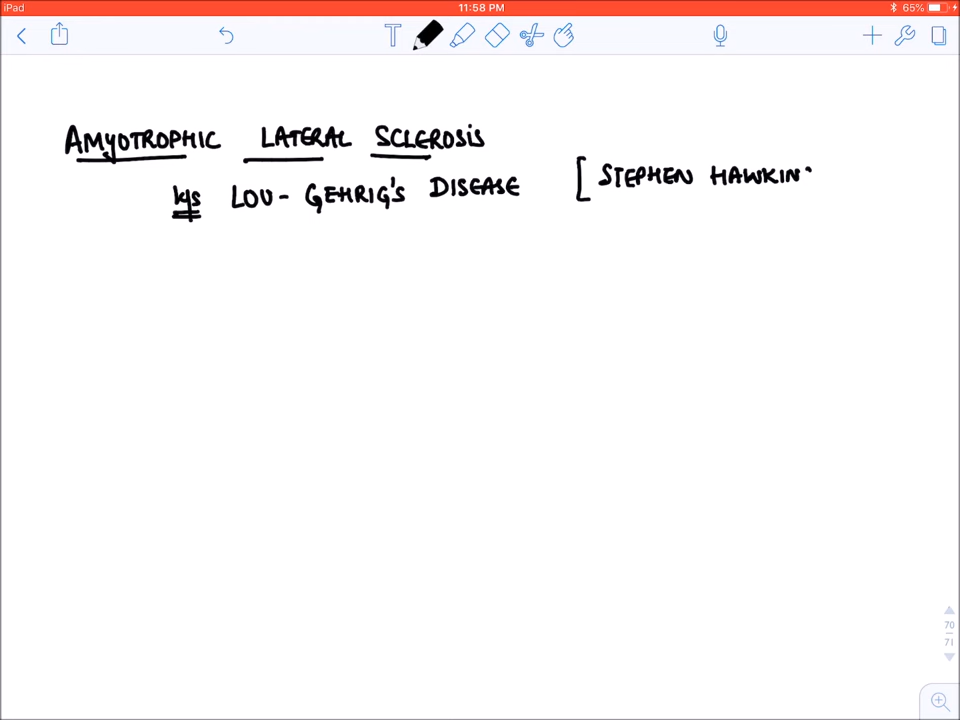 iPad 11:58 PM 65%
AMYOTROPHIC LATERAL SCLEROSIS
LOU-GEHRIG'S DISEASE [STEPHEN HAWKIN
70
71